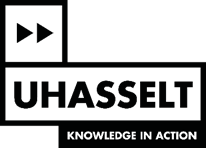 UHASSELT
KNOWLEDGE IN ACTION